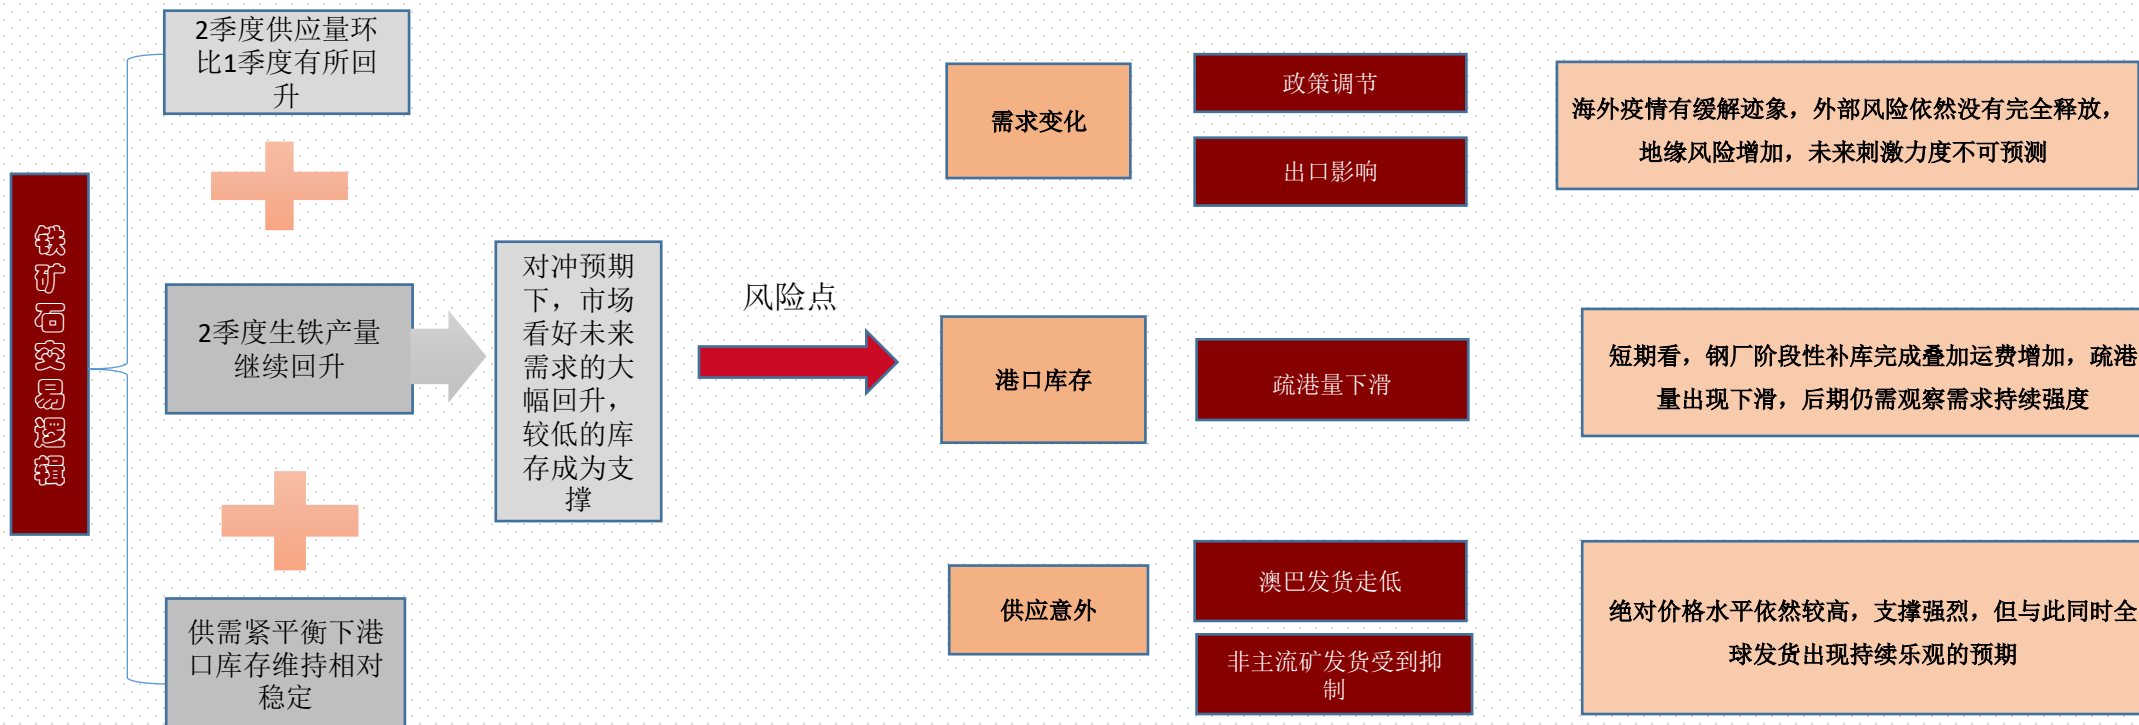 铁矿石交易逻辑
2季度供应量环
比1季度有所回
升
2季度生铁产量
继续回升
供需紧平衡下港
口库存维持相对
稳定
对冲预期
下，市场
看好未来
需求的大
幅回升，
较低的库
存成为支
撑
风险点
需求变化
政策调节
出口影响
海外疫情有缓解迹象，外部风险依然没有完全释放，
地缘风险增加，未来刺激力度不可预测
港口库存
疏港量下滑
短期看，钢厂阶段性补库完成叠加运费增加，疏港
量出现下滑，后期仍需观察需求持续强度
供应意外
澳巴发货走低
非主流矿发货受到抑
制
绝对价格水平依然较高，支撑强烈，但与此同时全
球发货出现持续乐观的预期